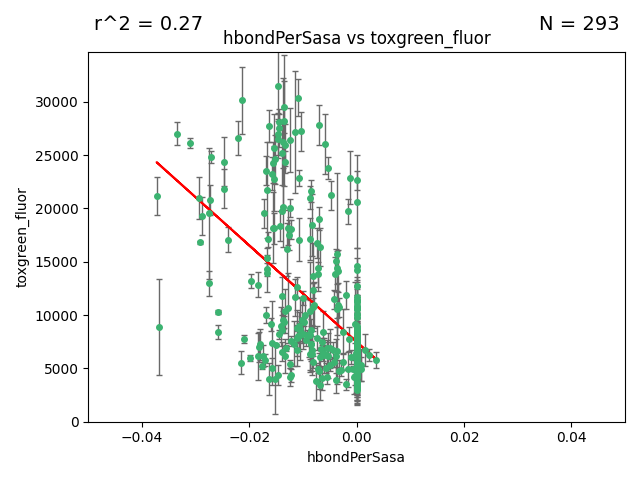 r^2 = 0.27
N = 293
hbondPerSasa vs toxgreen_fluor
toxgreen_fluor
30000
25000
20000
15000
10000
5000
0
−0.04
−0.02
0.00
0.02
0.04
hbondPerSasa